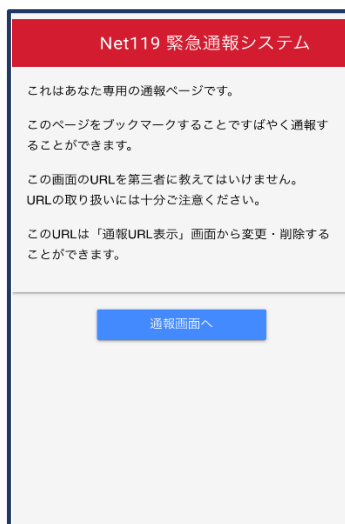 Net119 緊急通報システム
これはあなた専用の通報ページです。
このページをブックマークすることですばやく通報す
ることができます。
この画面のURLを第三者に教えてはいけません。
URLの取り扱いには十分ご注意ください。
このURLは「通報URL表示」画面から変更・削除する
ことができます。
通報画面へ